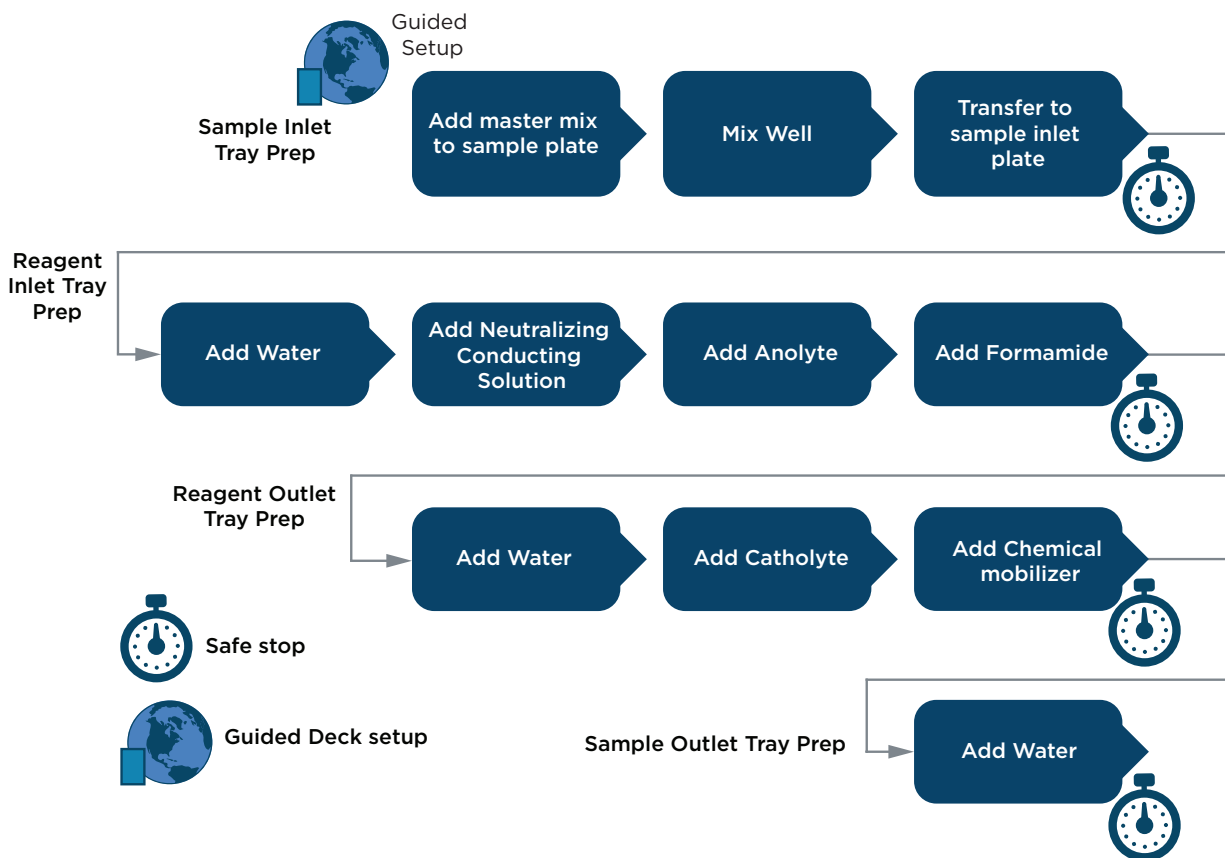 Guided
Setup
Sample Inlet
Tray Prep
Add master mix
to sample plate
Mix Well
Transfer to
sample inlet
plate
Reagent
Inlet Tray
Prep
Add Water
Add Neutralizing
Conducting
Solution
Add Anolyte
Add Formamide
Reagent Outlet
Tray Prep
Add Water
Add Catholyte
Add Chemical
mobilizer
Safe stop
Guided Deck setup
Sample Outlet Tray Prep
Add Water